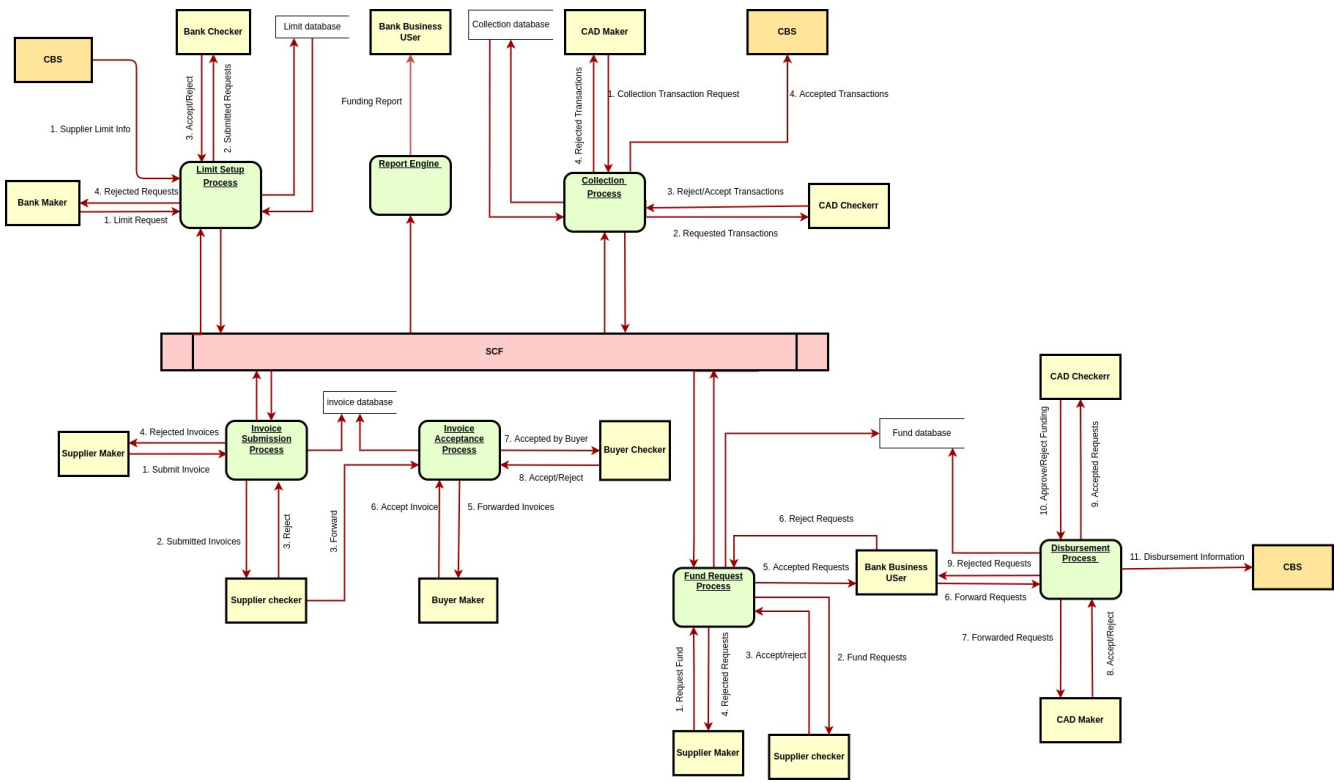 Bank Checker
Limit database
Bank Business
USer
Collection database
CAD Maker
CBS
CBS
3. Accept/Reject
2. Submitted Requests
Funding Report
4. Rejected Transactions
1. Collection Transaction Request
4. Accepted Transactions
1. Supplier Limit Info
Limit Setup
Process
Report Engine
Collection
Process
4. Rejected Requests
Bank Maker
1. Limit Request
3. Reject/Accept Transactions
CAD Checkerr
2. Requested Transactions
SCF
CAD Checkerr
invoice database
10. Approve/Reject Funding
9. Accepted Requests
4. Rejected Invoices
Supplier Maker
1. Submit Invoice
Invoice
Submission
Process
Invoice
Acceptance
Process
7. Accepted by Buyer
Buyer Checker
8. Accept/Reject
Fund database
6. Accept Invoice
5. Forwarded Invoices
2. Submitted Invoices
3. Reject
3. Forward
6. Reject Requests
Supplier checker
Buyer Maker
Fund Request
Process
5. Accepted Requests
Bank Business
USer
9. Rejected Requests
6. Forward Requests
Disbursement
Process
11. Disbursement Information
CBS
7. Forwarded Requests
8. Accept/Reject
1. Request Fund
4. Rejected Requests
3. Accept/reject
2. Fund Requests
CAD Maker
Supplier Maker
Supplier checker